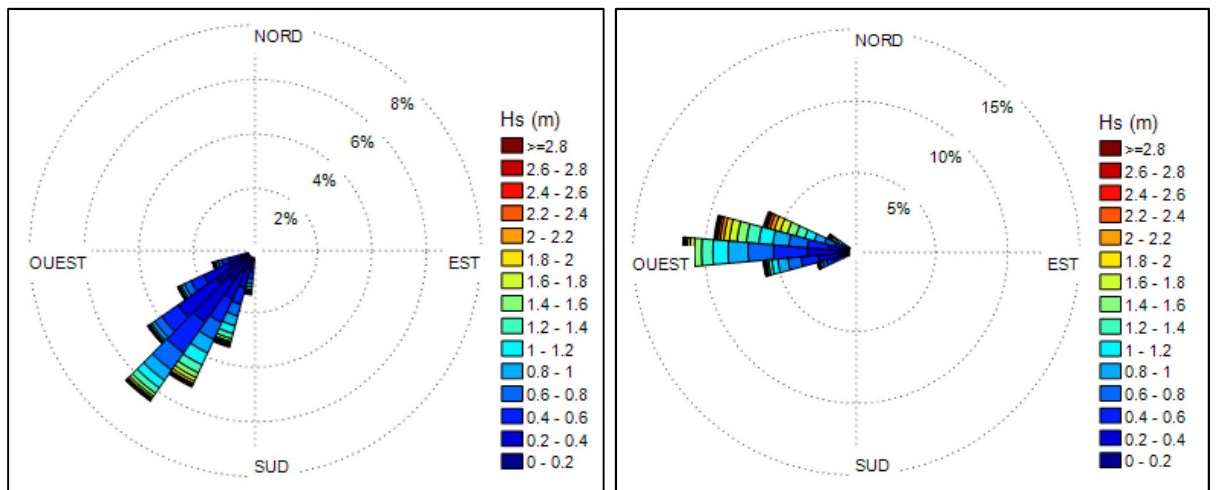 NORD
8%
6%
4%
2%
OUEST
EST
SUD
Hs (m)
>=2.8
2.6 - 2.8
2.4 - 2.6
2.2 - 2.4
2 - 2.2
1.8 - 2
1.6 - 1.8
1.4 - 1.6
1.2 - 1.4
1 - 1.2
0.8 - 1
0.6 - 0.8
0.4 - 0.6
0.2 - 0.4
0 - 0.2
NORD
15%
10%
5%
OUEST
EST
SUD
Hs (m)
>=2.8
2.6 - 2.8
2.4 - 2.6
2.2 - 2.4
2 - 2.2
1.8 - 2
1.6 - 1.8
1.4 - 1.6
1.2 - 1.4
1 - 1.2
0.8 - 1
0.6 - 0.8
0.4 - 0.6
0.2 - 0.4
0 - 0.2